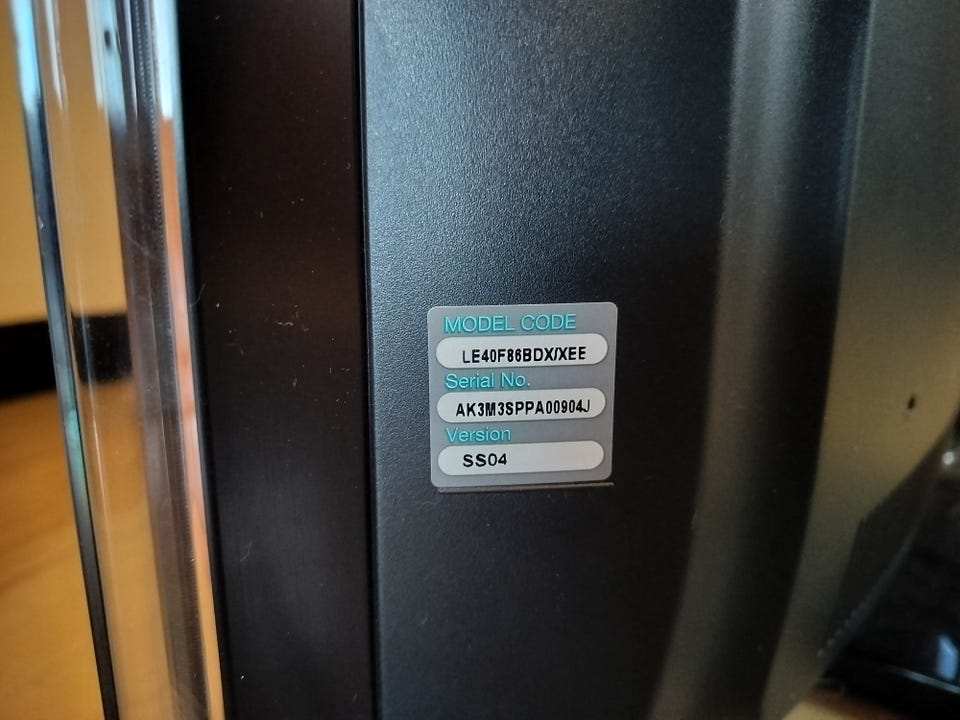 MODEL CODE
LE40F86BDX/XEE
Serial No.
AK3M3SPPA00904J
Version
SS04